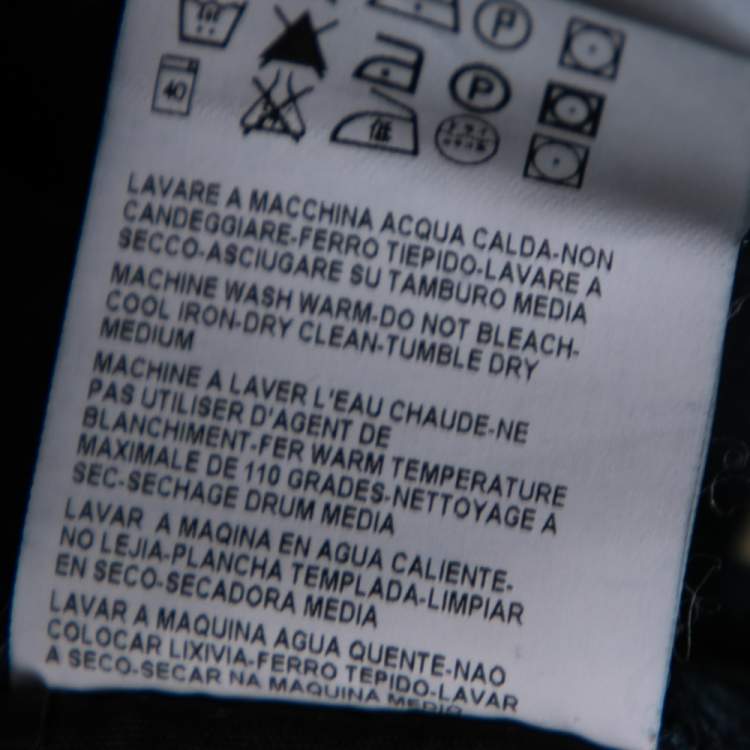 P
40
P
LAVARE A MACCHINA ACQUA CALDA-NON
CANDEGGIARE-FERRO TIEPIDO-LAVARE A
SECCO-ASCIUGARE SU TAMBURO MEDIA
MACHINE WASH WARM-DO NOT BLEACH-
COOL IRON-DRY CLEAN-TUMBLE DRY
MEDIUM
MACHINE A LAVER L'EAU CHAUDE-NE
PAS UTILISER D'AGENT DE
BLANCHIMENT-FER WARM TEMPERATURE
MAXIMALE DE 110 GRADES-NETTOYAGE A
SEC-SECHAGE DRUM MEDIA
LAVAR A MAQINA EN AGUA CALIENTE-
NO LEJIA-PLANCHA TEMPLADA-LIMPIAR
EN SECO-SECADORA MEDIA
LAVAR A MAQUINA AGUA QUENTE-NAO
COLOCAR LIXIVIA-FERRO TEPIDO-LAVAR
A SECO-SECAR NA MAQUINA MEDIO